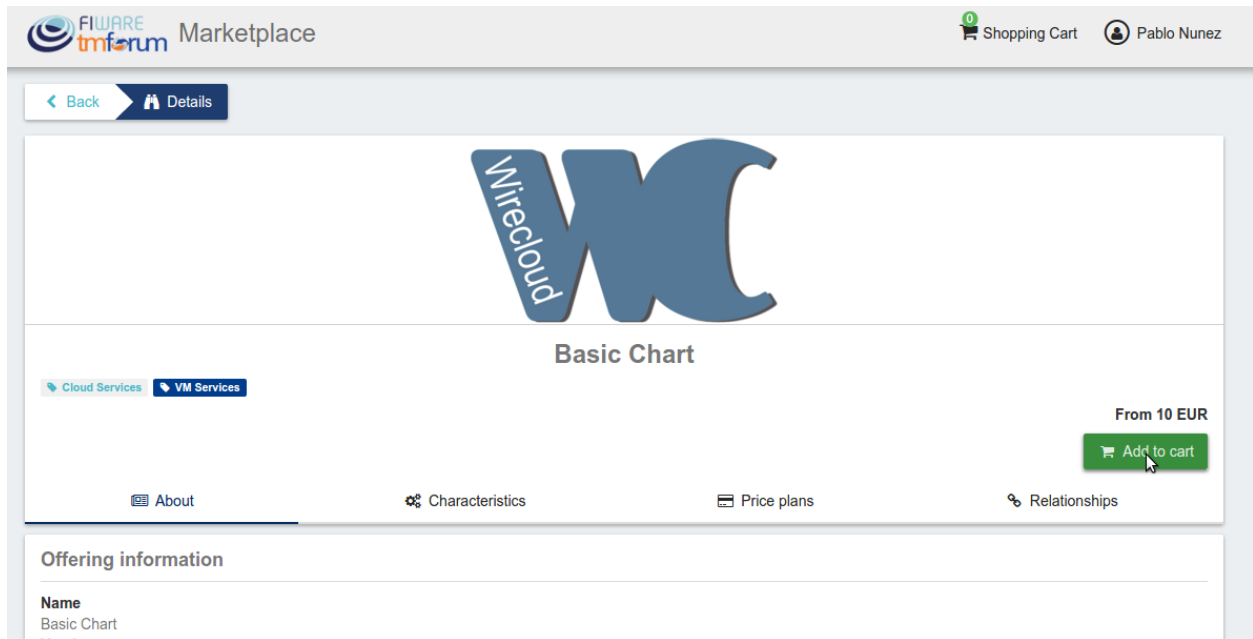 FIWARE
tmforum Marketplace
0
Shopping Cart Pablo Nunez
Back Details
Wirecloud
WC
Basic Chart
Cloud Services VM Services
From 10 EUR
Add to cart
About Characteristics Price plans Relationships
Offering information
Name
Basic Chart